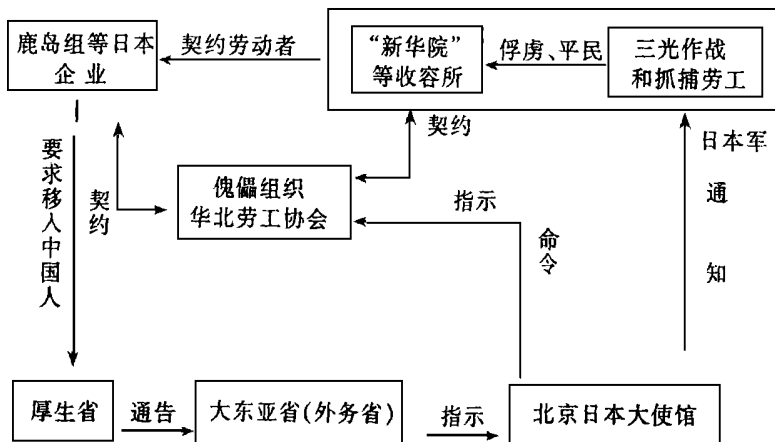 鹿岛组等日本
企业
契约劳动者
“新华院”
等收容所
俘虏、平民
三光作战
和抓捕劳工
契约
日本军
通
知
要求移入中国人
契约
傀儡组织
华北劳工协会
指示
命令
厚生省
通告
大东亚省(外务省)
指示
北京日本大使馆